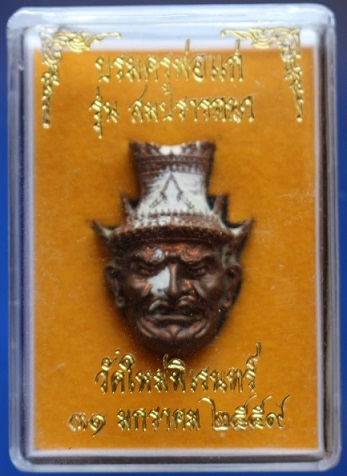 บรมครูพ่อแก่
รุ่น สมปรารถนา
วัดใหม่พิเรนทร์
๓๑ มกราคม ๒๕๕๙